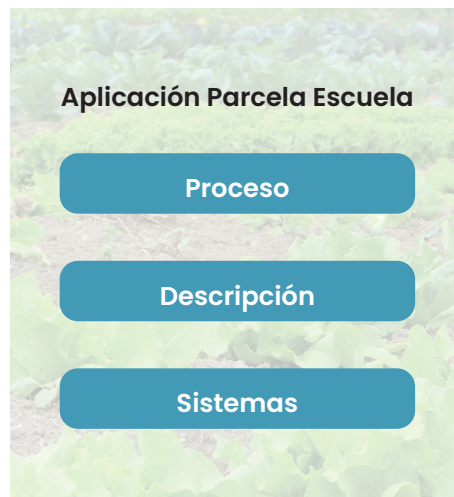 Aplicación Parcela Escuela
Proceso
Descripción
Sistemas